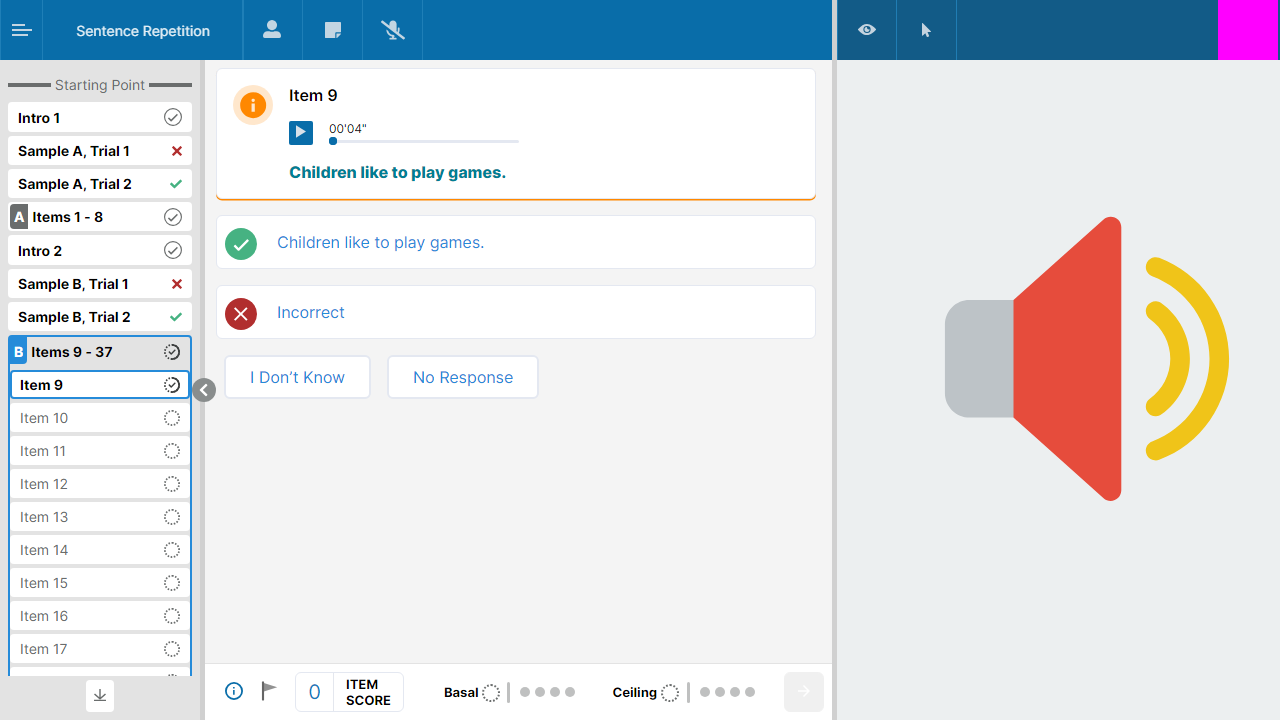 Sentence Repetition
Starting Point
Intro 1
Sample A, Trial 1
Sample A, Trial 2
A Items 1 - 8
Intro 2
Sample B, Trial 1
Sample B, Trial 2
B Items 9 - 37
Item 9
Item 10
Item 11
Item 12
Item 13
Item 14
Item 15
Item 16
Item 17
Item 9
00'04"
Children like to play games.
Children like to play games.
Incorrect
I Don’t Know
No Response
0 ITEM
SCORE
Basal
Ceiling